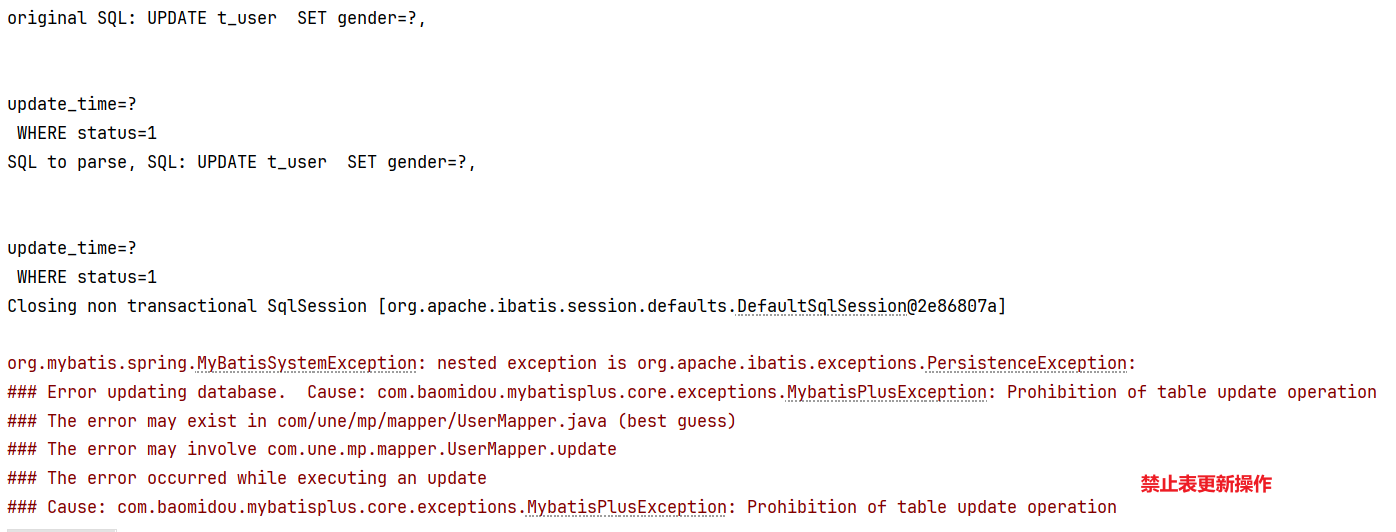 original SQL: UPDATE t_user  SET gender=?,
update_time=?
 WHERE status=1
SQL to parse, SQL: UPDATE t_user  SET gender=?,
update_time=?
 WHERE status=1
Closing non transactional SqlSession [org.apache.ibatis.session.defaults.DefaultSqlSession@2e86807a]
org.mybatis.spring.MyBatisSystemException: nested exception is org.apache.ibatis.exceptions.PersistenceException:
### Error updating database.  Cause: com.baomidou.mybatisplus.core.exceptions.MybatisPlusException: Prohibition of table update operation
### The error may exist in com/une/mp/mapper/UserMapper.java (best guess)
### The error may involve com.une.mp.mapper.UserMapper.update
### The error occurred while executing an update
禁止表更新操作
### Cause: com.baomidou.mybatisplus.core.exceptions.MybatisPlusException: Prohibition of table update operation